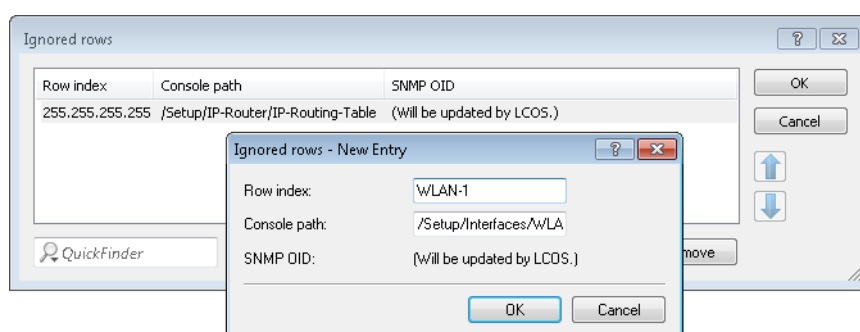 Ignored rows
Row index Console path SNMP OID
255.255.255.255 /Setup/IP-Router/IP-Routing-Table (Will be updated by LCOS.)
OK
Cancel
Ignored rows - New Entry
Row index: WLAN-1
Console path: /Setup/Interfaces/WLA
SNMP OID: (Will be updated by LCOS.)
OK Cancel
QuickFinder
move